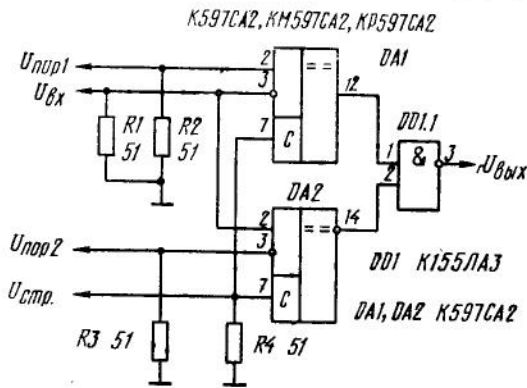 К597СА2, КМ597СА2, КР597СА2
DA1
Uпор1
Uвх
2
3
7
C
==
12
R1
51
R2
51
DD1.1
1
2
&
3
Uвых
DA2
2
3
7
C
==
14
Uпор2
Uстр.
DD1 К155ЛА3
DA1, DA2 К597СА2
R3 51
R4 51